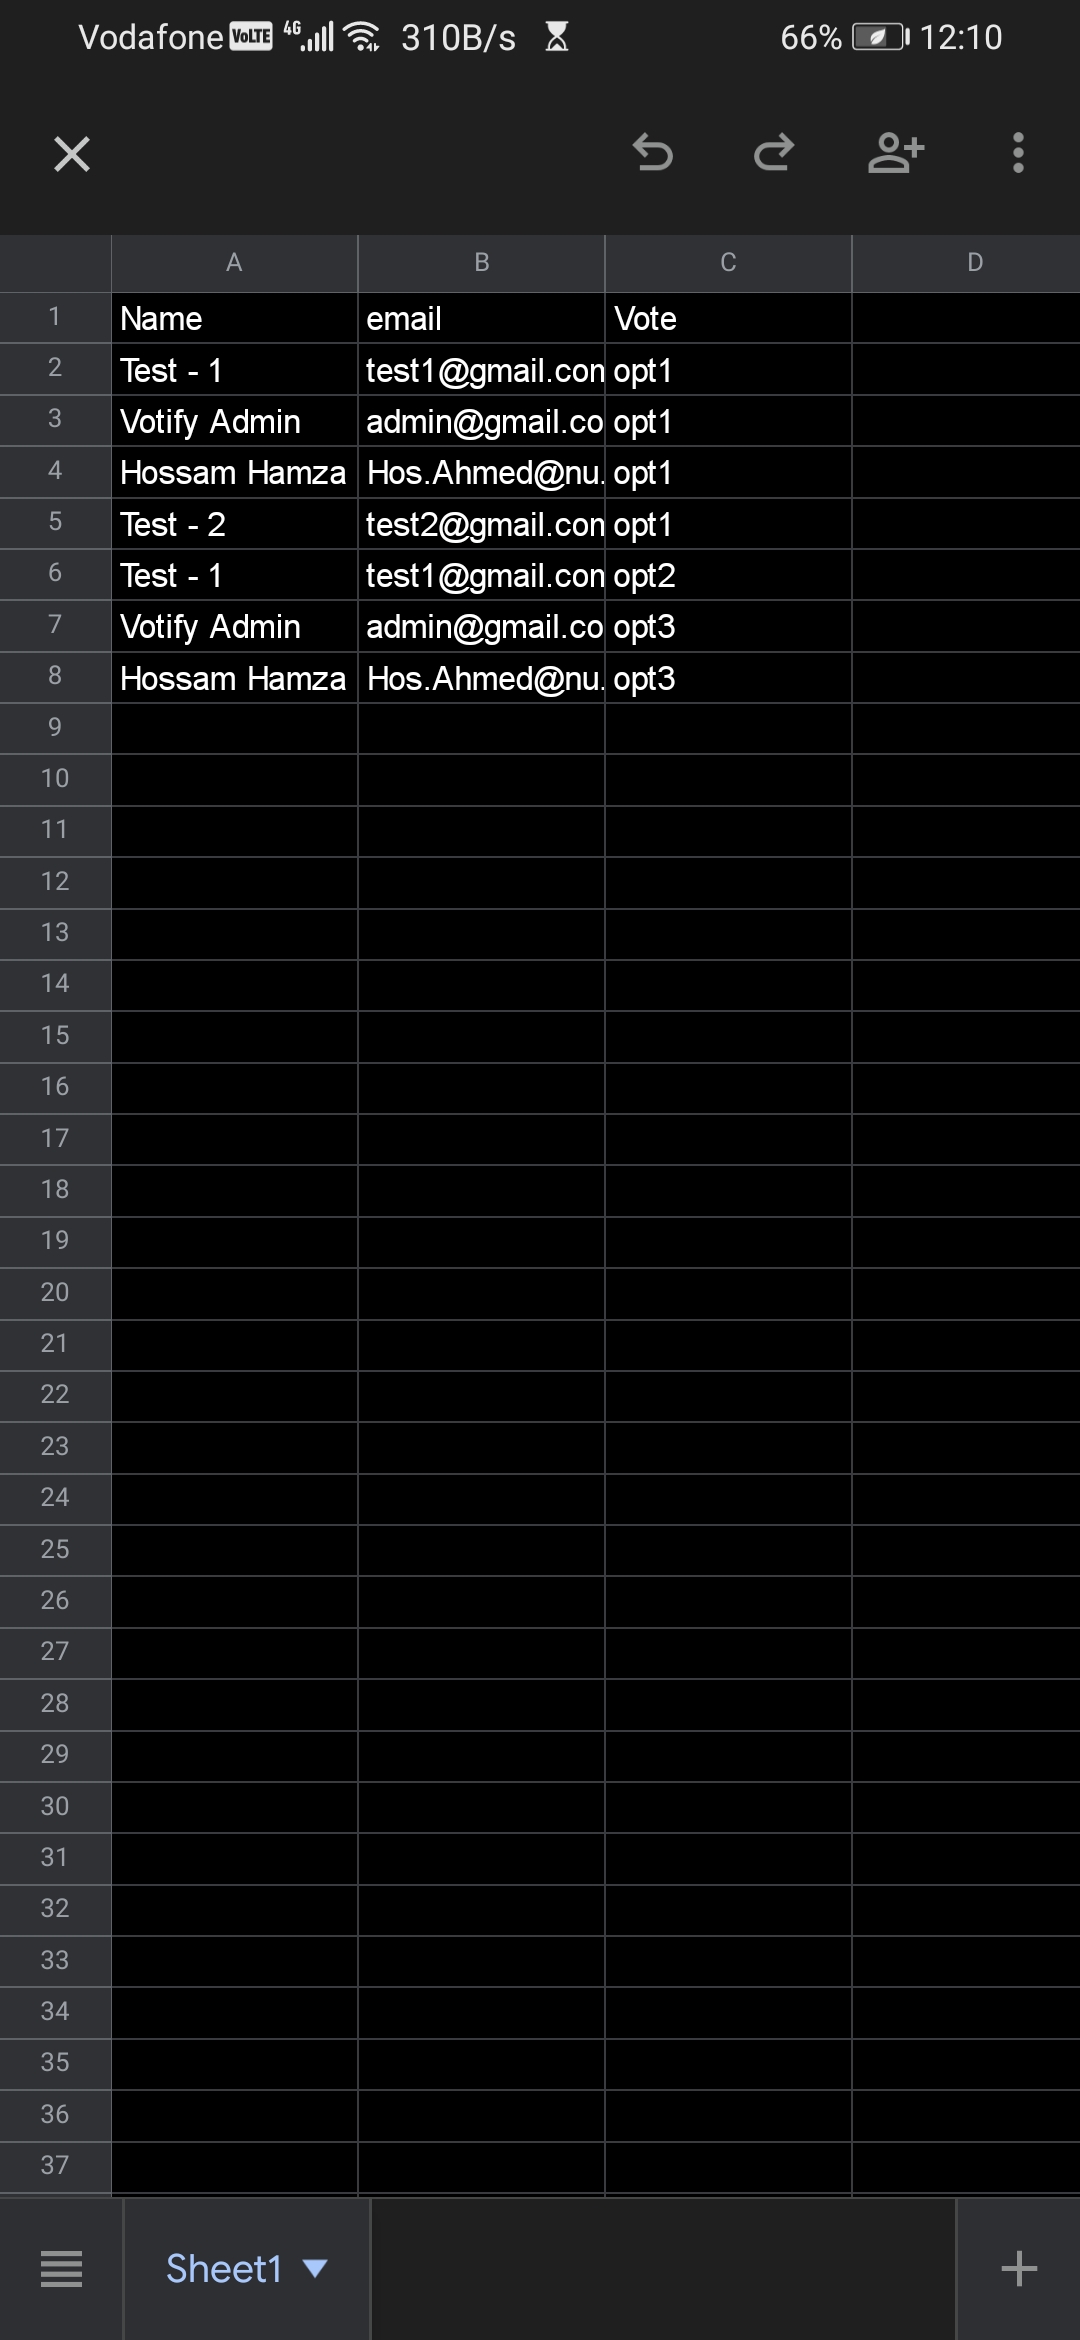 Vodafone VoLTE 4G 310B/s 66% 12:10
A B C D
1 Name email Vote
2 Test - 1 test1@gmail.con opt1
3 Votify Admin admin@gmail.co opt1
4 Hossam Hamza Hos.Ahmed@nu. opt1
5 Test - 2 test2@gmail.con opt1
6 Test - 1 test1@gmail.con opt2
7 Votify Admin admin@gmail.co opt3
8 Hossam Hamza Hos.Ahmed@nu. opt3
9
10
11
12
13
14
15
16
17
18
19
20
21
22
23
24
25
26
27
28
29
30
31
32
33
34
35
36
37
Sheet1